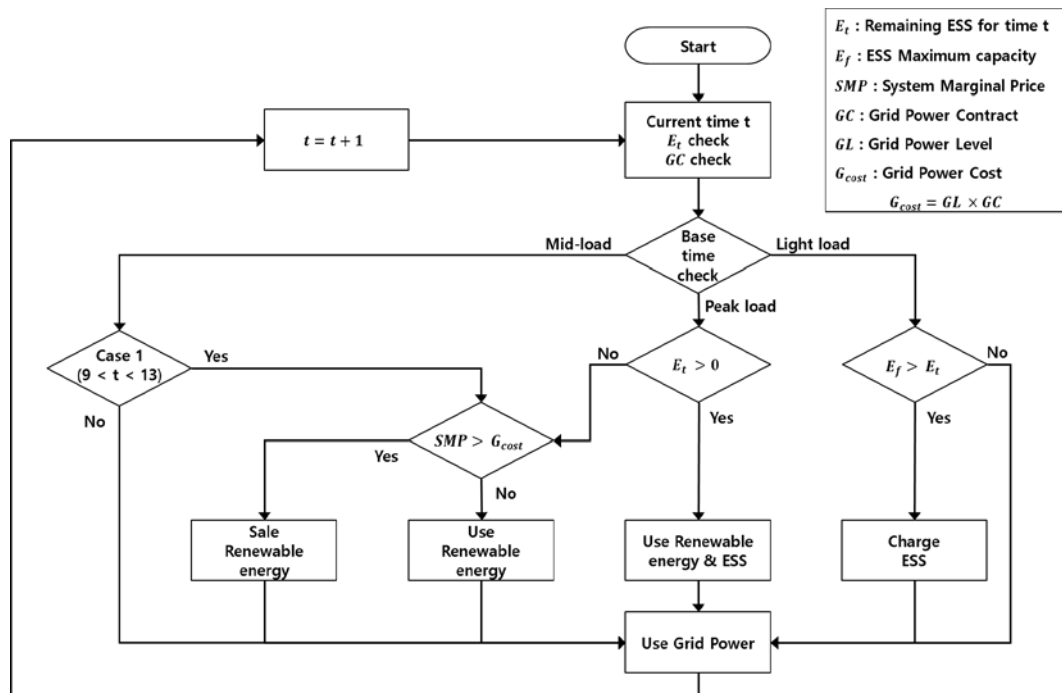 Start
E_t : Remaining ESS for time t
E_f : ESS Maximum capacity
SMP : System Marginal Price
GC : Grid Power Contract
GL : Grid Power Level
G_cost : Grid Power Cost
G_cost = GL × GC
t = t + 1
Current time t
E_t check
GC check
Mid-load
Base
time
check
Light load
Peak load
Case 1
(9 < t < 13)
Yes
No
No
E_t > 0
Yes
E_f > E_t
No
Yes
SMP > G_cost
Yes
No
Sale
Renewable
energy
Use
Renewable
energy
Use Renewable
energy & ESS
Charge
ESS
Use Grid Power